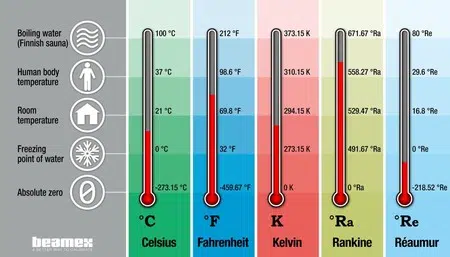 Boiling water
(Finnish sauna)
100 °C
212 °F
373.15 K
671.67 °Ra
80 °Re
Human body
temperature
37 °C
98.6 °F
310.15 K
558.27 °Ra
29.6 °Re
Room
temperature
21 °C
69.8 °F
294.15 K
529.47 °Ra
16.8 °Re
Freezing
point of water
0 °C
32 °F
273.15 K
491.67 °Ra
0 °Re
Absolute zero
0
-273.15 °C
-459.67 °F
0 K
0 °Ra
-218.52 °Re
°C
°F
K
°Ra
°Re
beamex
Celsius
Fahrenheit
Kelvin
Rankine
Réaumur